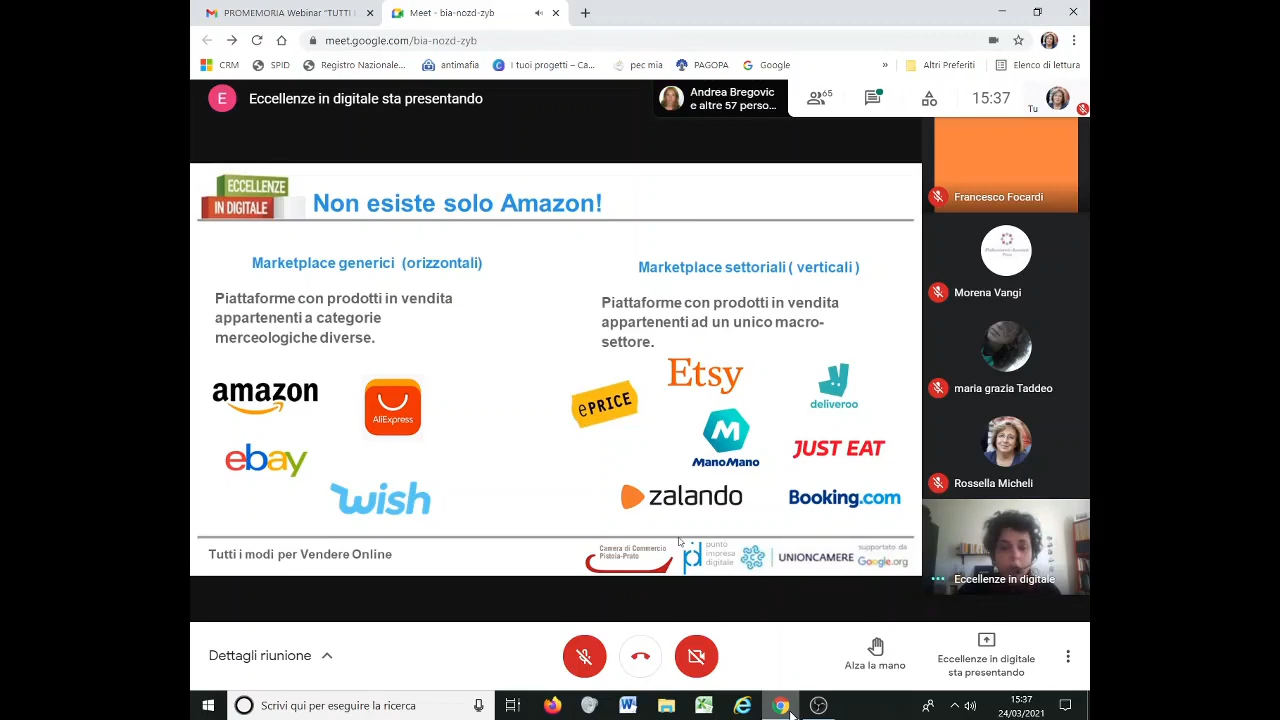 PROMEMORIA Webinar "TUTTI I
Meet - bia-nozd-zyb
meet.google.com/bia-nozd-zyb
CRM
SPID
Registro Nazionale...
antimafia
I tuoi progetti – Ca...
pec mia
PAGOPA
Google
»
Altri Preferiti
Elenco di lettura
E
Eccellenze in digitale sta presentando
Andrea Bregovic
e altre 57 perso...
65
15:37
Tu
ECCELLENZE
IN DIGITALE
Non esiste solo Amazon!
Marketplace generici (orizzontali)
Piattaforme con prodotti in vendita
appartenenti a categorie
merceologiche diverse.
amazon
AliExpress
ebay
wish
Marketplace settoriali ( verticali )
Piattaforme con prodotti in vendita
appartenenti ad un unico macro-
settore.
ePRICE
Etsy
deliveroo
M
ManoMano
JUST EAT
zalando
Booking.com
Tutti i modi per Vendere Online
Camera di Commercio
Pistoia-Prato
pid
punto
impresa
digitale
UNIONCAMERE
supportato da
Google.org
Francesco Focardi
Morena Vangi
maria grazia Taddeo
Rossella Micheli
Eccellenze in digitale
Dettagli riunione
Alza la mano
Eccellenze in digitale
sta presentando
Scrivi qui per eseguire la ricerca
15:37
24/03/2021